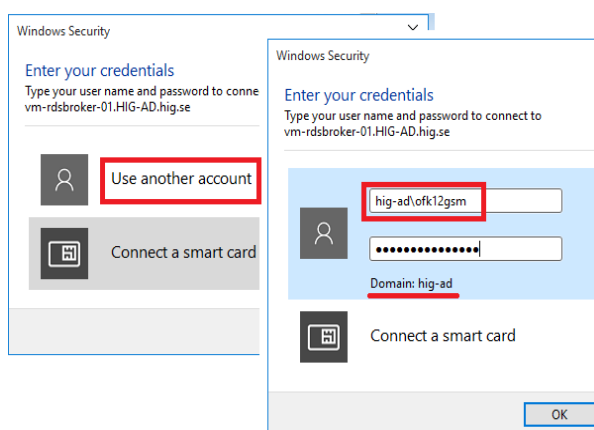 Windows Security
Enter your credentials
Type your user name and password to conne
vm-rdsbroker-01.HIG-AD.hig.se
Use another account
Connect a smart card
Windows Security
Enter your credentials
Type your user name and password to connect to
vm-rdsbroker-01.HIG-AD.hig.se
hig-ad\ofk12gsm
Domain: hig-ad
Connect a smart card
OK